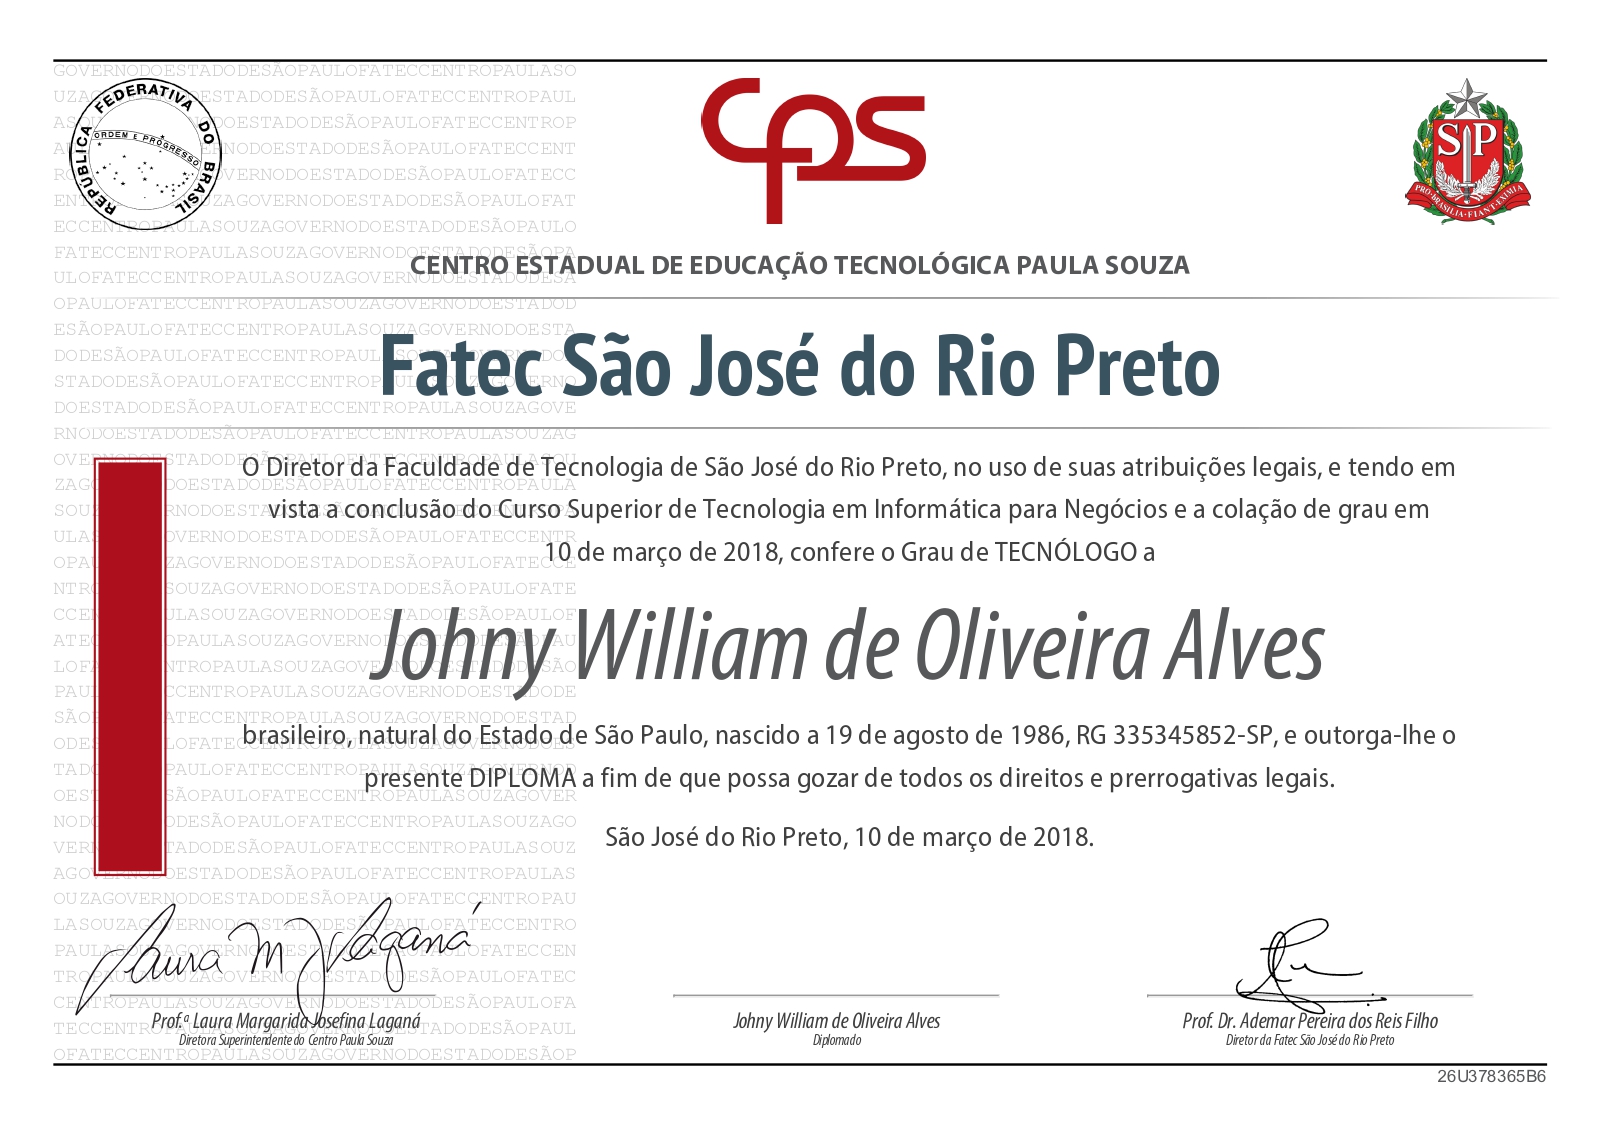 REPÚBLICA FEDERATIVA DO BRASIL
ORDEM E PROGRESSO
cps
SP
PRO·BRASILIA·FIANT·EXIMIA
CENTRO ESTADUAL DE EDUCAÇÃO TECNOLÓGICA PAULA SOUZA
Fatec São José do Rio Preto
O Diretor da Faculdade de Tecnologia de São José do Rio Preto, no uso de suas atribuições legais, e tendo em
vista a conclusão do Curso Superior de Tecnologia em Informática para Negócios e a colação de grau em
10 de março de 2018, confere o Grau de TECNÓLOGO a
Johny William de Oliveira Alves
brasileiro, natural do Estado de São Paulo, nascido a 19 de agosto de 1986, RG 335345852-SP, e outorga-lhe o
presente DIPLOMA a fim de que possa gozar de todos os direitos e prerrogativas legais.
São José do Rio Preto, 10 de março de 2018.
Laura M J Laganá
Prof.ª Laura Margarida Josefina Laganá
Diretora Superintendente do Centro Paula Souza
Johny William de Oliveira Alves
Diplomado
Prof. Dr. Ademar Pereira dos Reis Filho
Diretor da Fatec São José do Rio Preto
26U378365B6